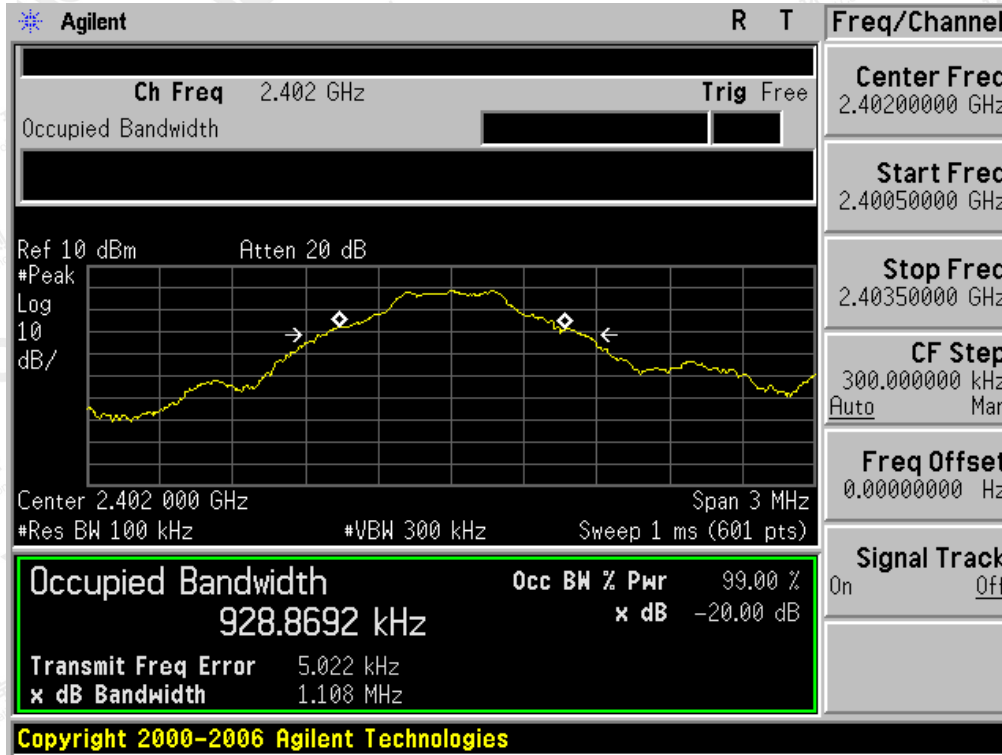 Agilent R T
Ch Freq 2.402 GHz Trig Free
Occupied Bandwidth
Ref 10 dBm Atten 20 dB
#Peak
Log
10
dB/
Center 2.402 000 GHz Span 3 MHz
#Res BW 100 kHz #VBW 300 kHz Sweep 1 ms (601 pts)
Occupied Bandwidth Occ BW % Pwr 99.00 %
928.8692 kHz x dB -20.00 dB
Transmit Freq Error 5.022 kHz
x dB Bandwidth 1.108 MHz
Copyright 2000-2006 Agilent Technologies
Freq/Channel
Center Freq
2.40200000 GHz
Start Freq
2.40050000 GHz
Stop Freq
2.40350000 GHz
CF Step
300.000000 kHz
Auto Man
Freq Offset
0.00000000 Hz
Signal Track
On Off